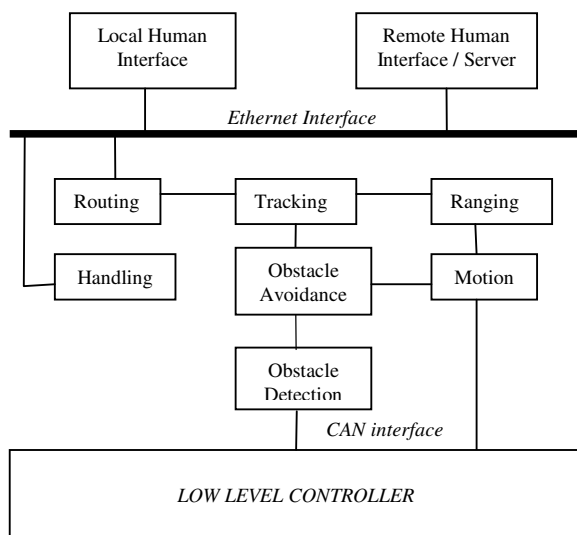 Local Human
Interface
Remote Human
Interface / Server
Ethernet Interface
Routing
Tracking
Ranging
Handling
Obstacle
Avoidance
Motion
Obstacle
Detection
CAN interface
LOW LEVEL CONTROLLER